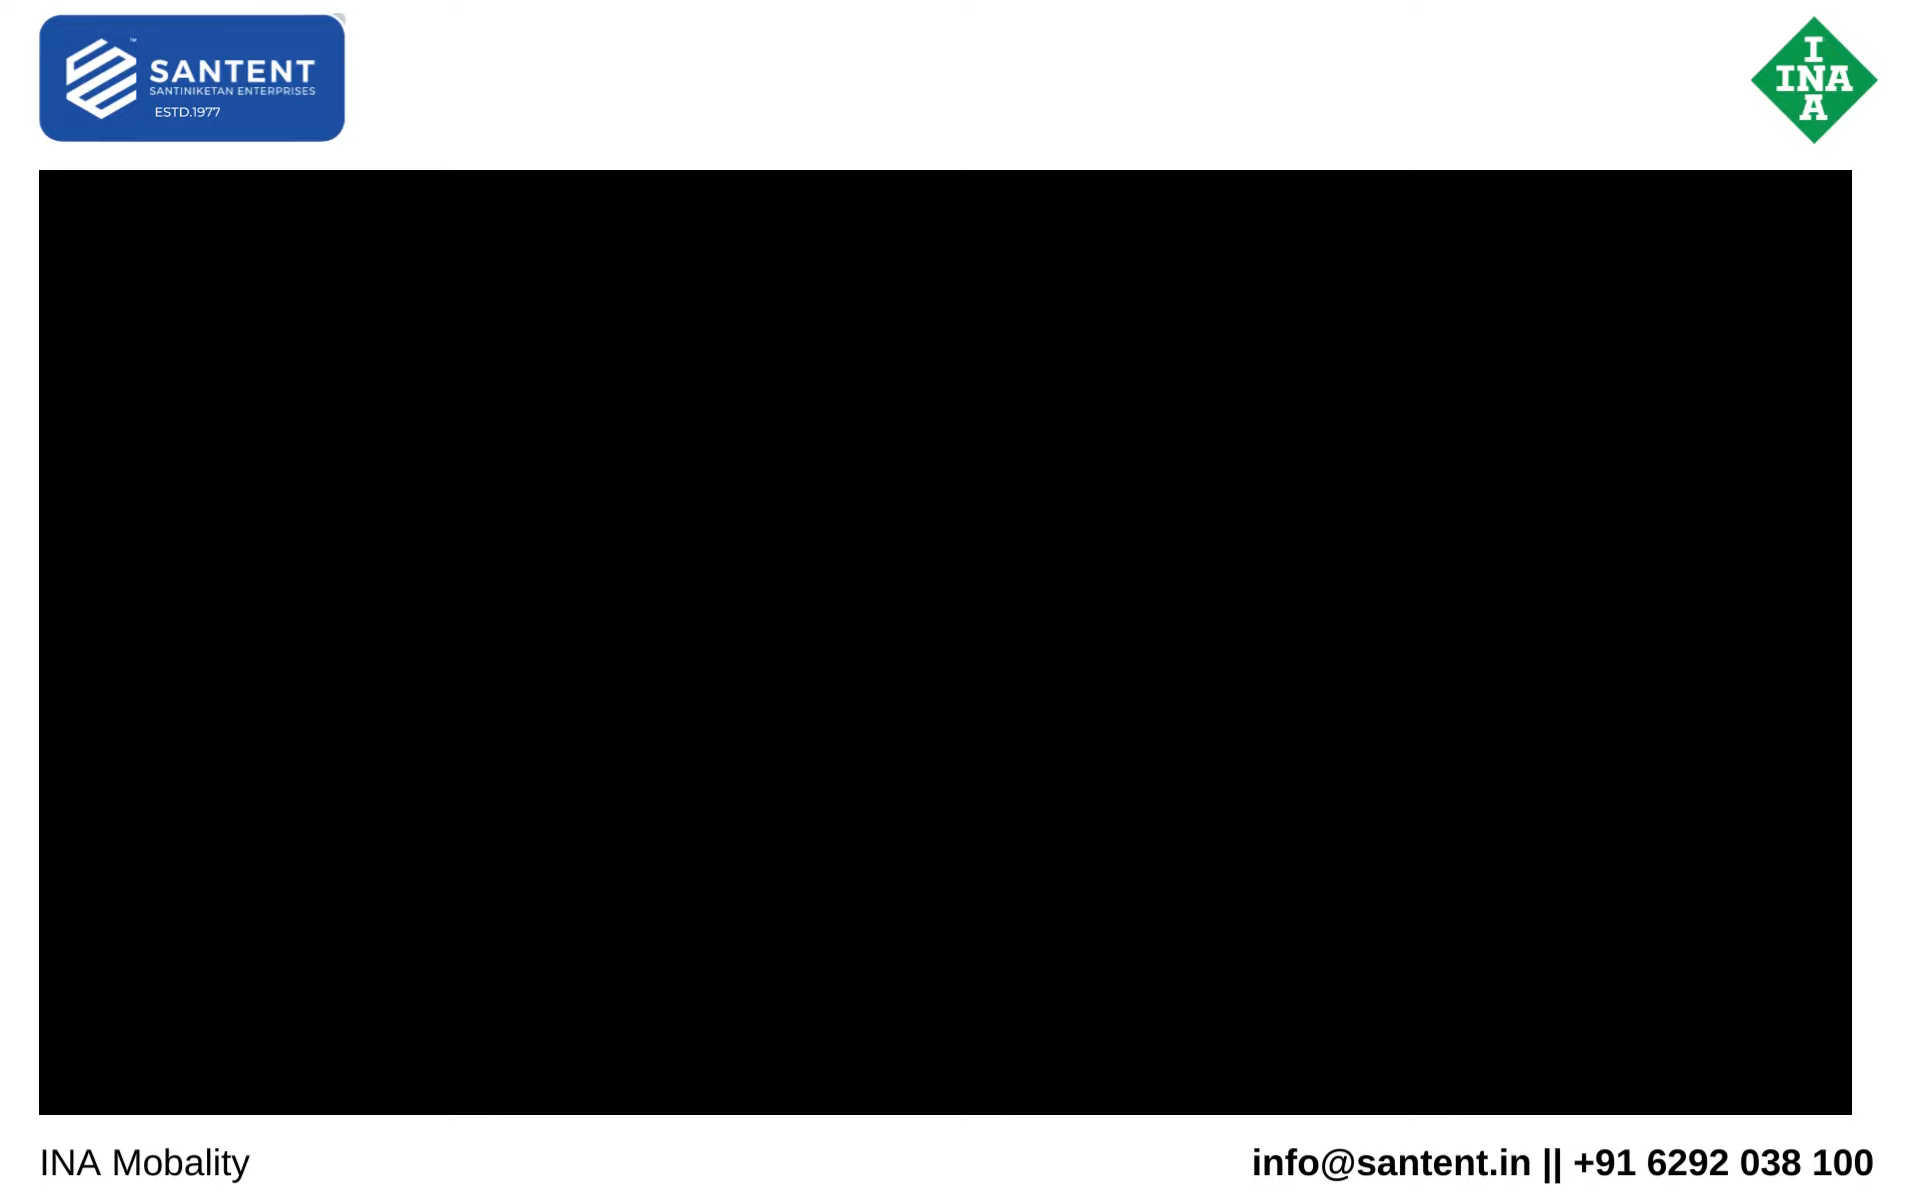 SANTENT
SANTINIKETAN ENTERPRISES
ESTD.1977
I
INA
A
INA Mobality
info@santent.in || +91 6292 038 100